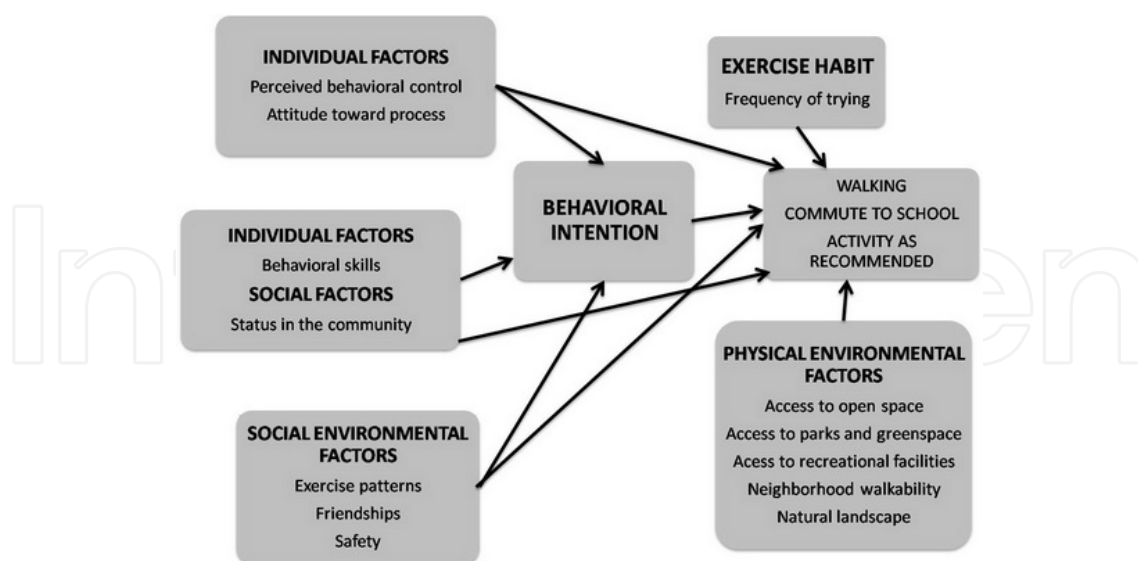 INDIVIDUAL FACTORS
Perceived behavioral control
Attitude toward process
EXERCISE HABIT
Frequency of trying
BEHAVIORAL
INTENTION
WALKING
COMMUTE TO SCHOOL
ACTIVITY AS
RECOMMENDED
INDIVIDUAL FACTORS
Behavioral skills
SOCIAL FACTORS
Status in the community
SOCIAL ENVIRONMENTAL
FACTORS
Exercise patterns
Friendships
Safety
PHYSICAL ENVIRONMENTAL
FACTORS
Access to open space
Access to parks and greenspace
Acess to recreational facilities
Neighborhood walkability
Natural landscape